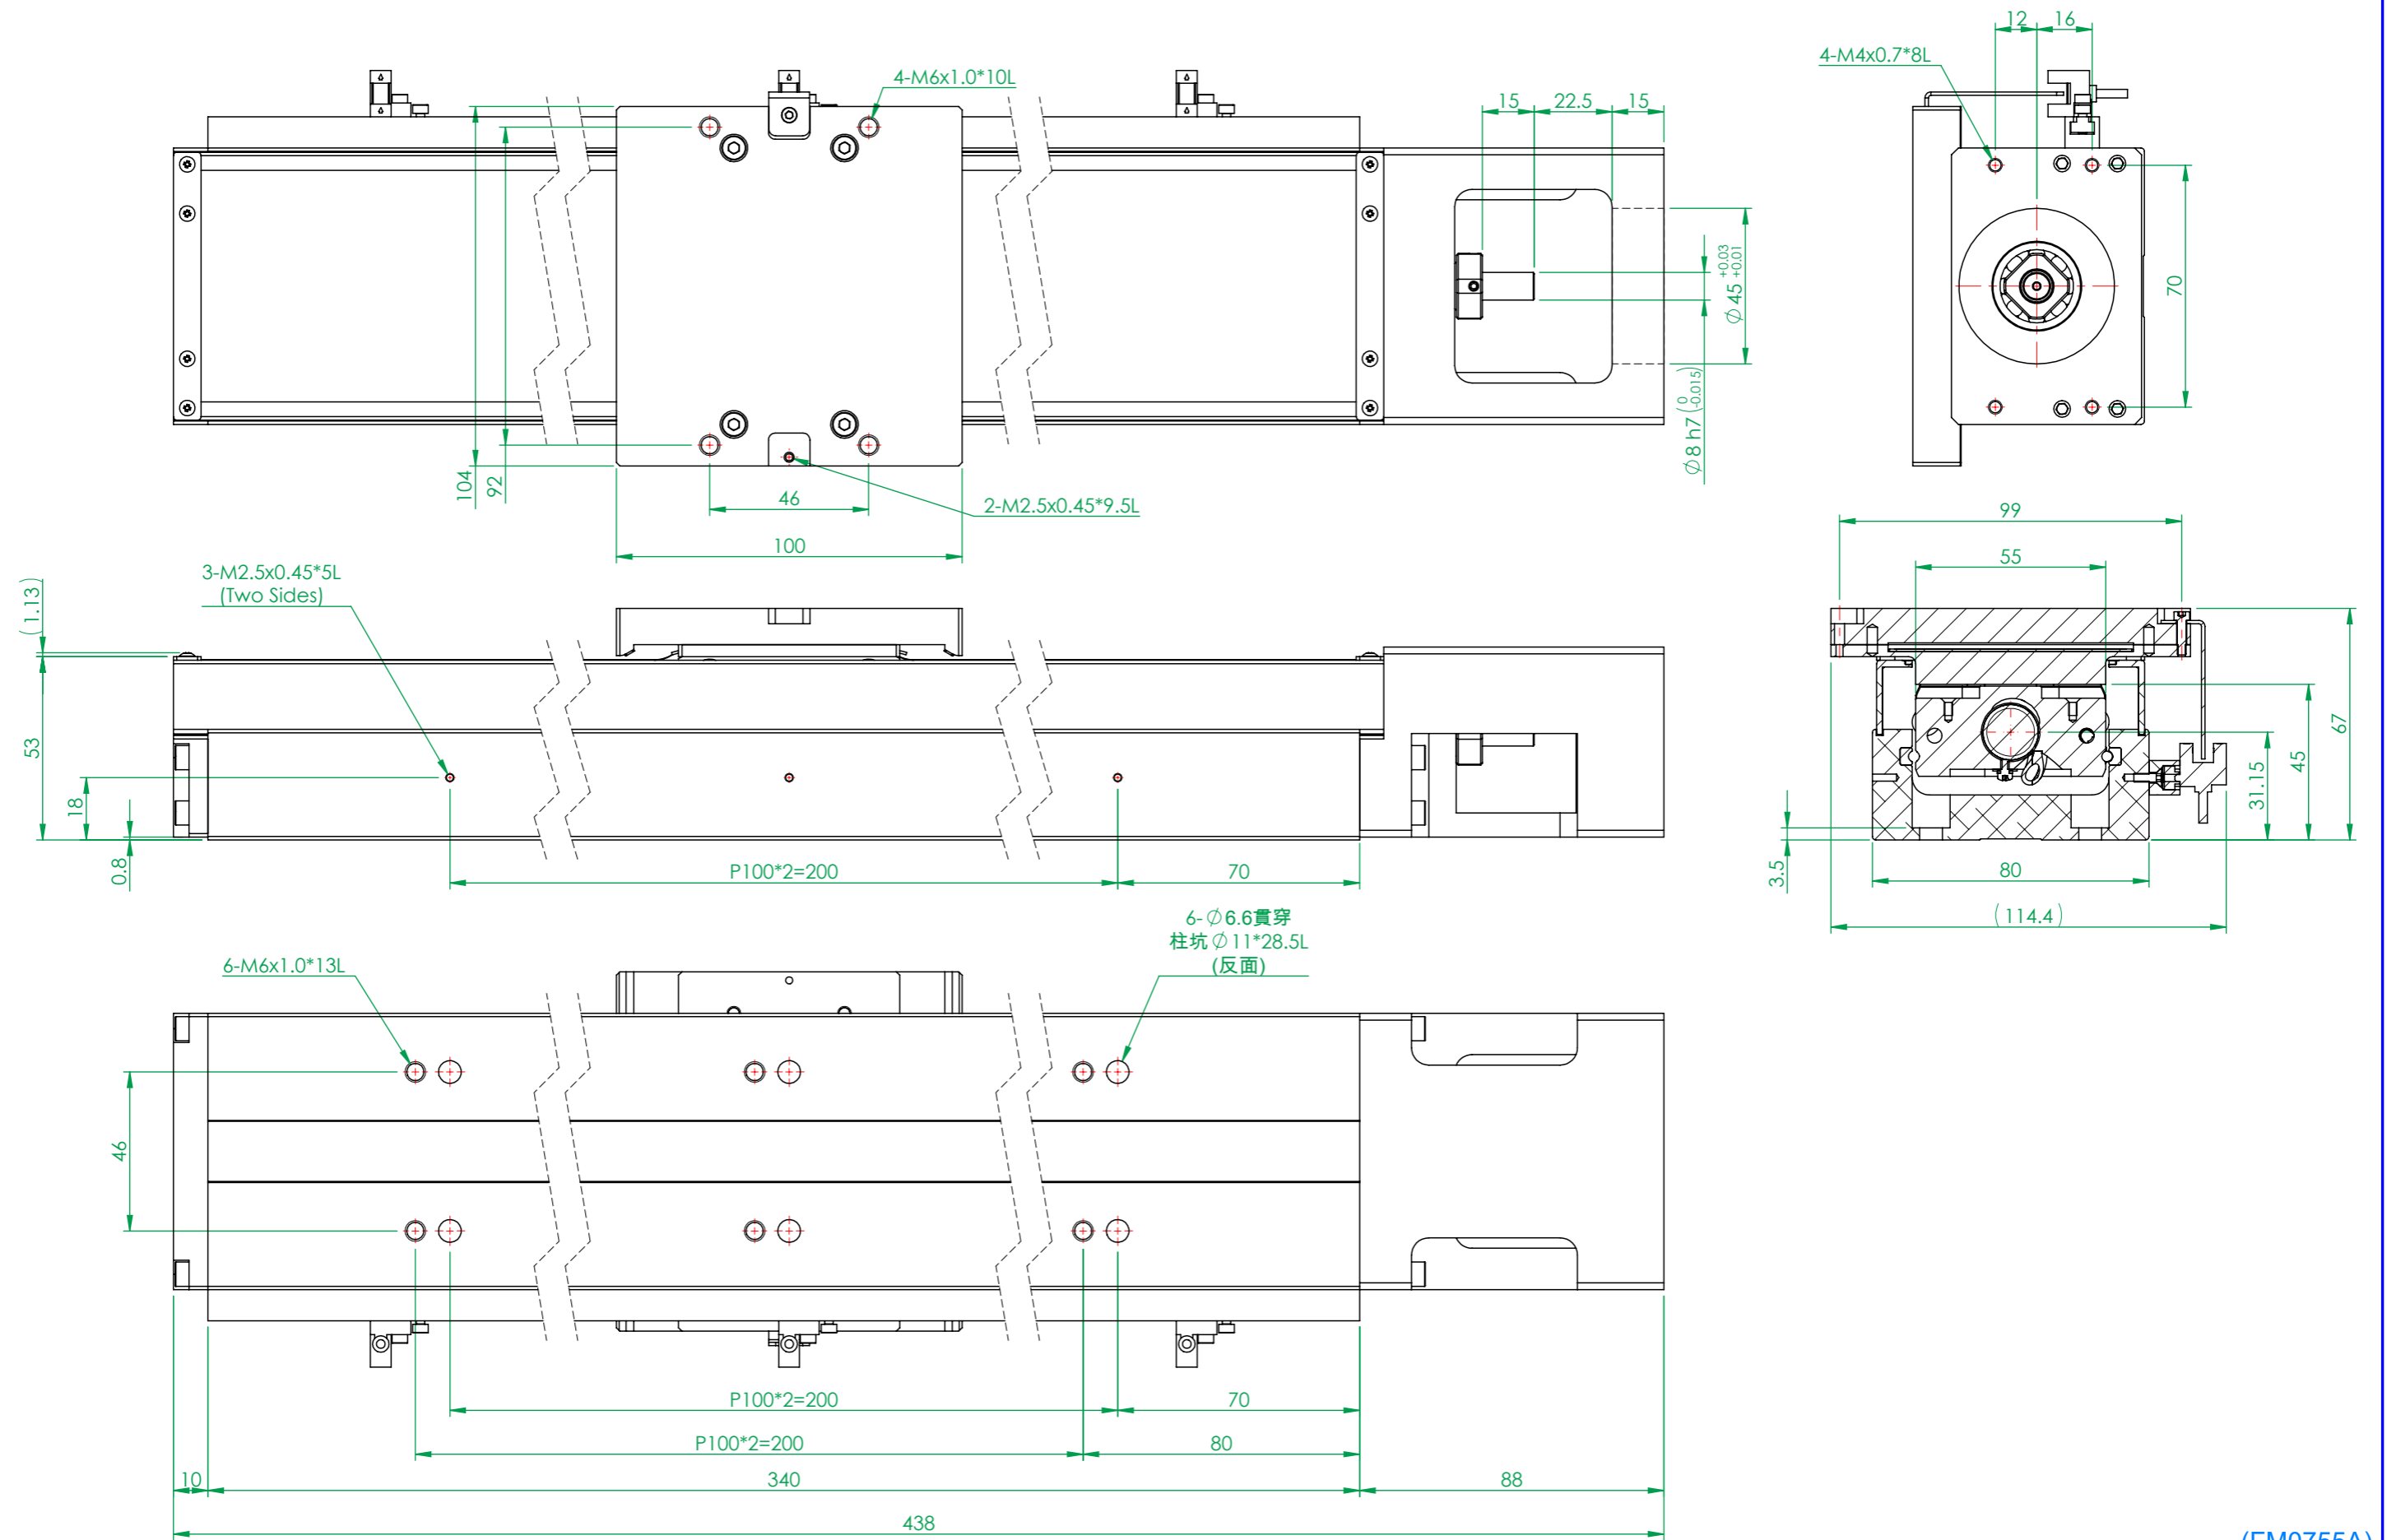 12
16
4-M4x0.7*8L
4-M6x1.0*10L
15
22.5
15
Ø45 +0.03 +0.01
Ø8 h7 (0 -0.015)
70
104
92
46
2-M2.5x0.45*9.5L
100
99
55
3-M2.5x0.45*5L
(Two Sides)
(1.13)
53
18
0.8
P100*2=200
70
67
45
31.15
3.5
80
(114.4)
6-Ø6.6貫穿
柱坑Ø11*28.5L
(反面)
6-M6x1.0*13L
46
P100*2=200
70
P100*2=200
80
10
340
88
438
(EM0755A)